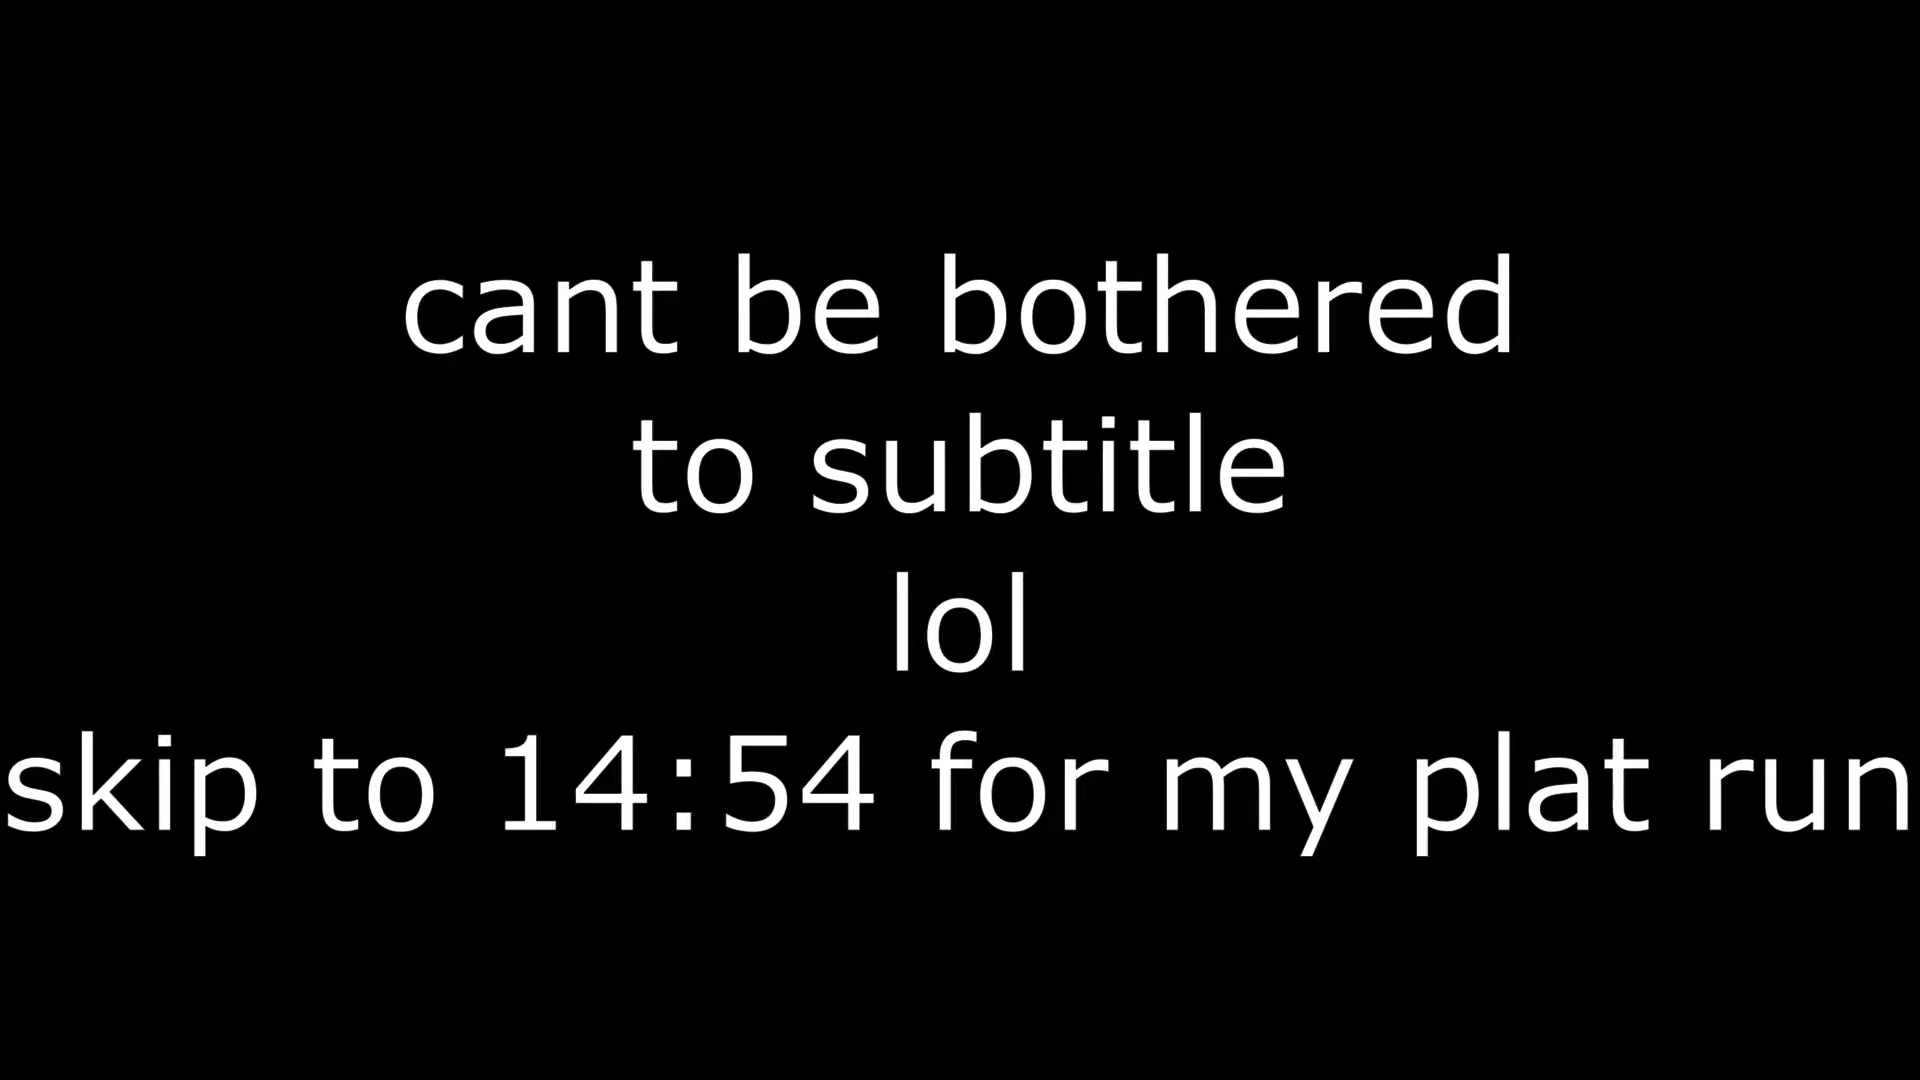 cant be bothered
to subtitle
lol
skip to 14:54 for my plat run